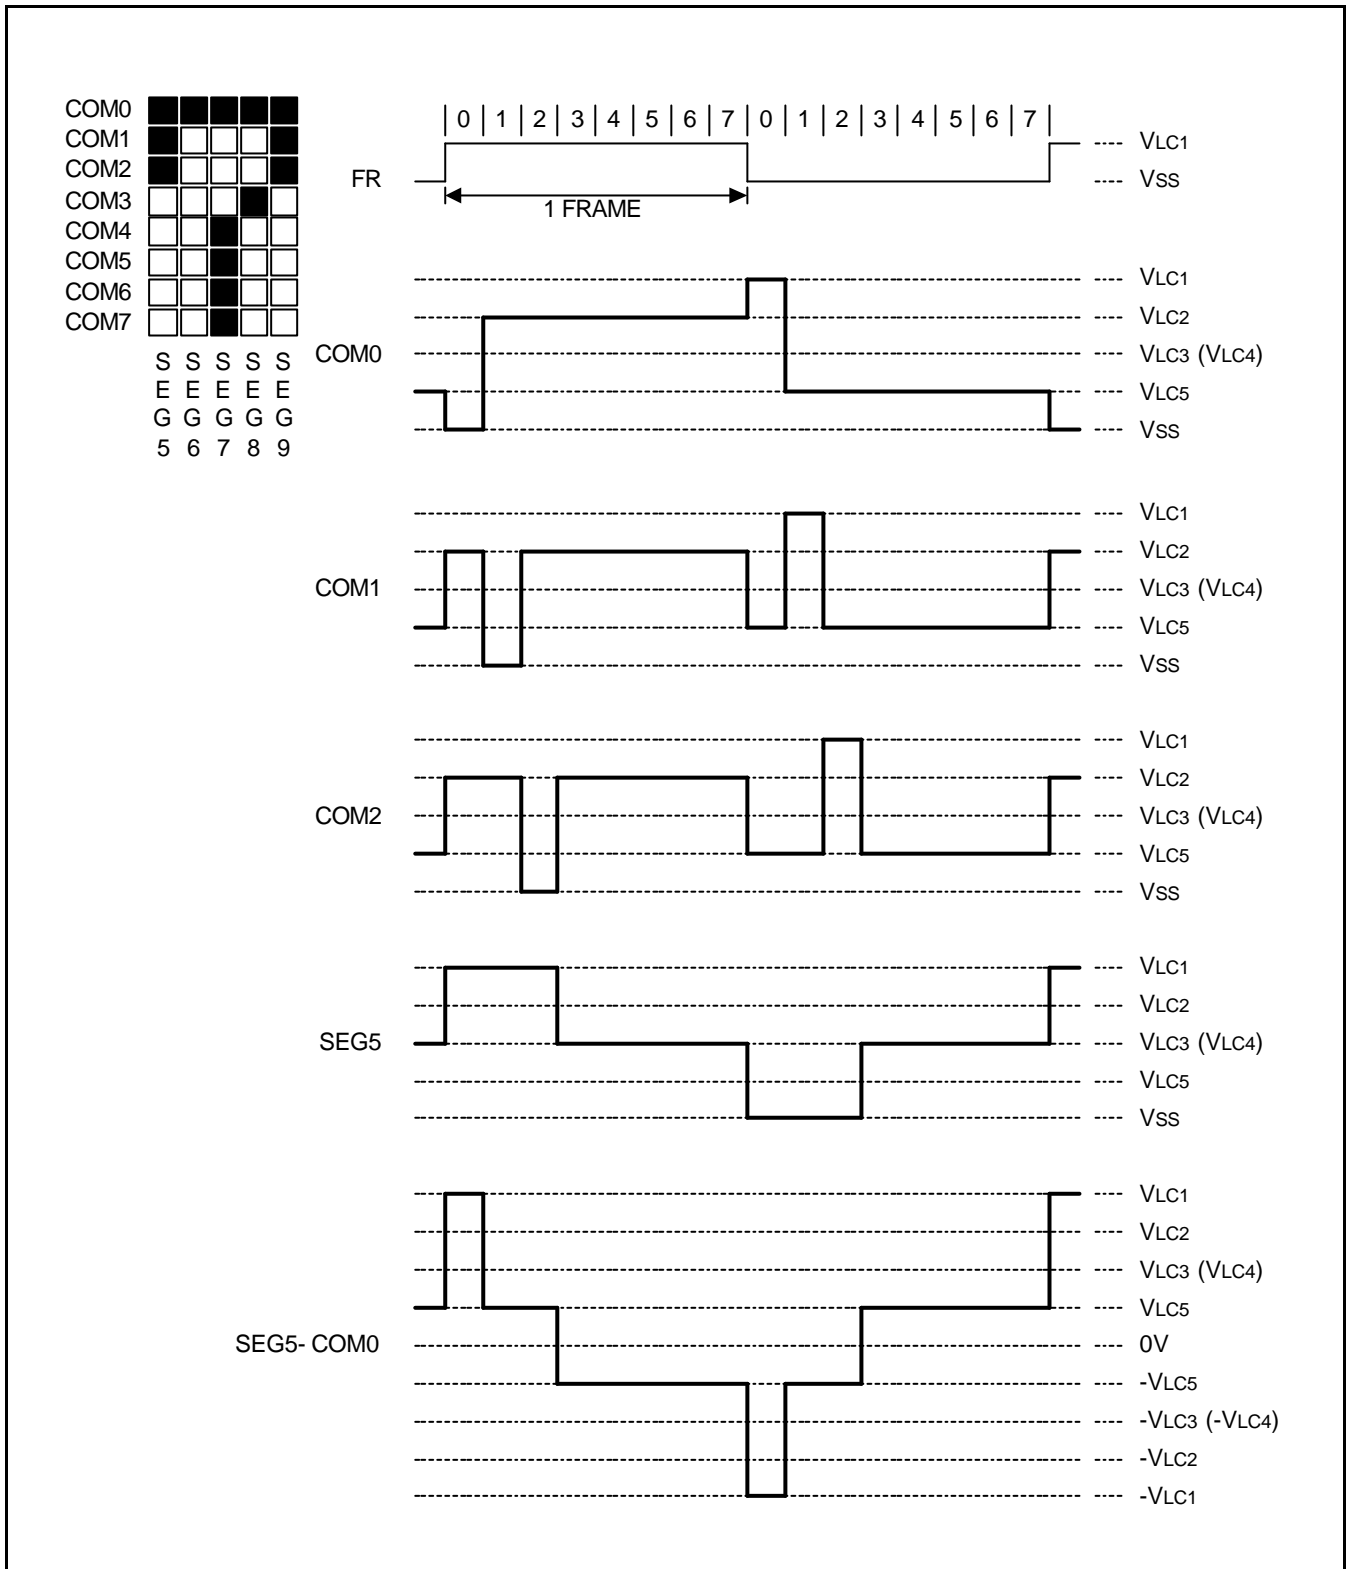 COM0
COM1
COM2
COM3
COM4
COM5
COM6
COM7
S S S S S
E E E E E
G G G G G
5 6 7 8 9
0 1 2 3 4 5 6 7 0 1 2 3 4 5 6 7
FR
VLC1
VSS
1 FRAME
COM0
VLC1
VLC2
VLC3 (VLC4)
VLC5
VSS
COM1
VLC1
VLC2
VLC3 (VLC4)
VLC5
VSS
COM2
VLC1
VLC2
VLC3 (VLC4)
VLC5
VSS
SEG5
VLC1
VLC2
VLC3 (VLC4)
VLC5
VSS
SEG5- COM0
VLC1
VLC2
VLC3 (VLC4)
VLC5
0V
-VLC5
-VLC3 (-VLC4)
-VLC2
-VLC1